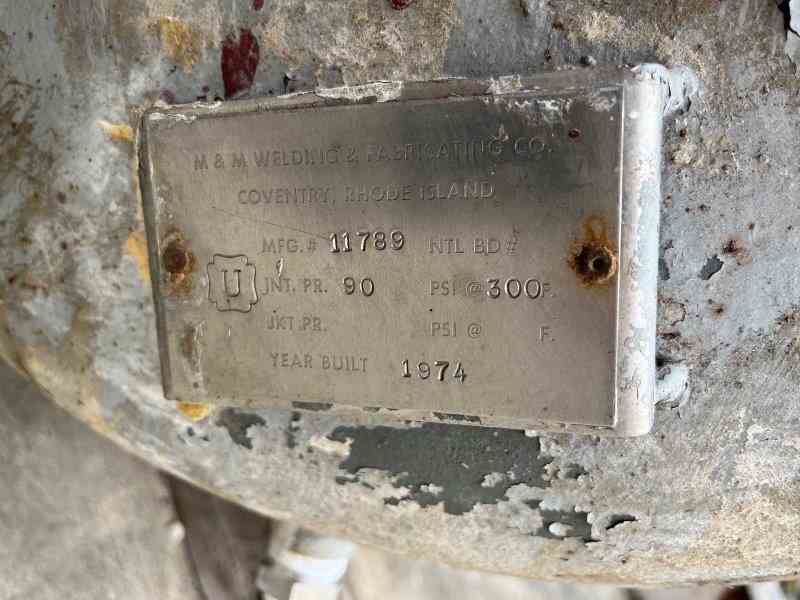 M & M WELDING & FABRICATING CO.
COVENTRY, RHODE ISLAND
MFG.# 11789 NTL BD #
U
JNT. PR. 90 PSI @ 300 F.
JKT PR. PSI @ F.
YEAR BUILT 1974